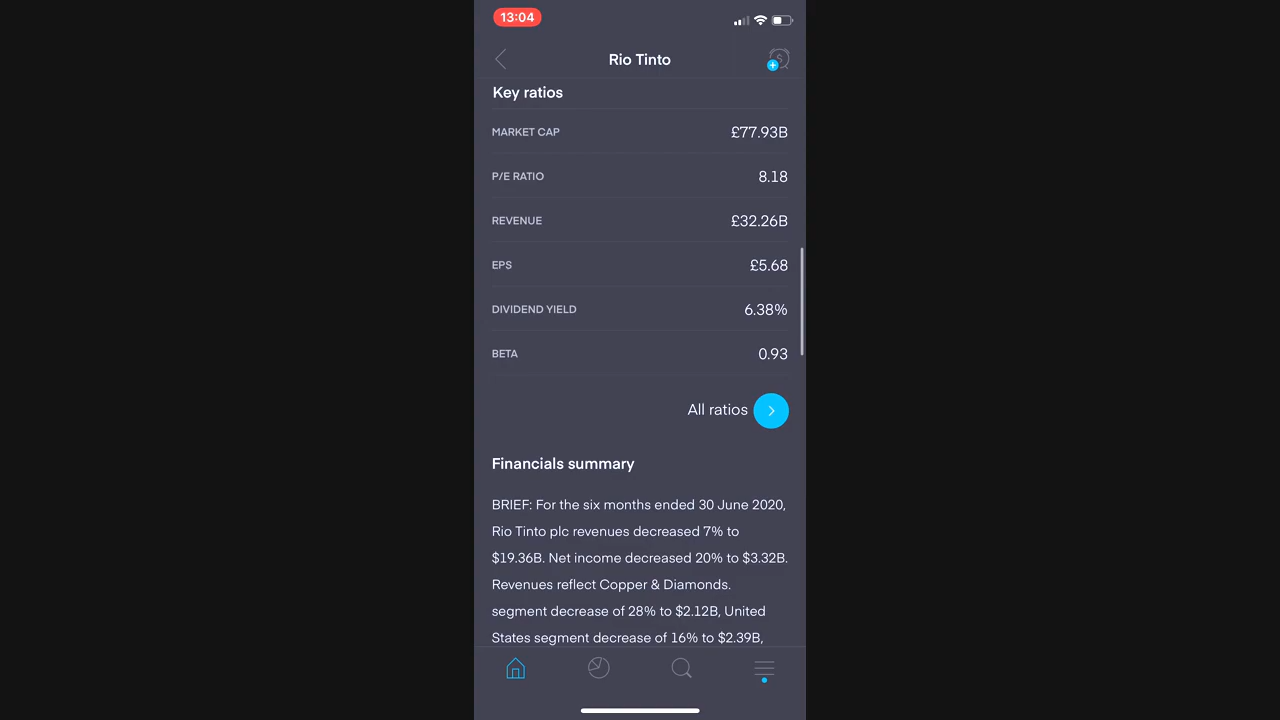 13:04
Rio Tinto
Key ratios
MARKET CAP £77.93B
P/E RATIO 8.18
REVENUE £32.26B
EPS £5.68
DIVIDEND YIELD 6.38%
BETA 0.93
All ratios
Financials summary
BRIEF: For the six months ended 30 June 2020,
Rio Tinto plc revenues decreased 7% to
$19.36B. Net income decreased 20% to $3.32B.
Revenues reflect Copper & Diamonds.
segment decrease of 28% to $2.12B, United
States segment decrease of 16% to $2.39B,